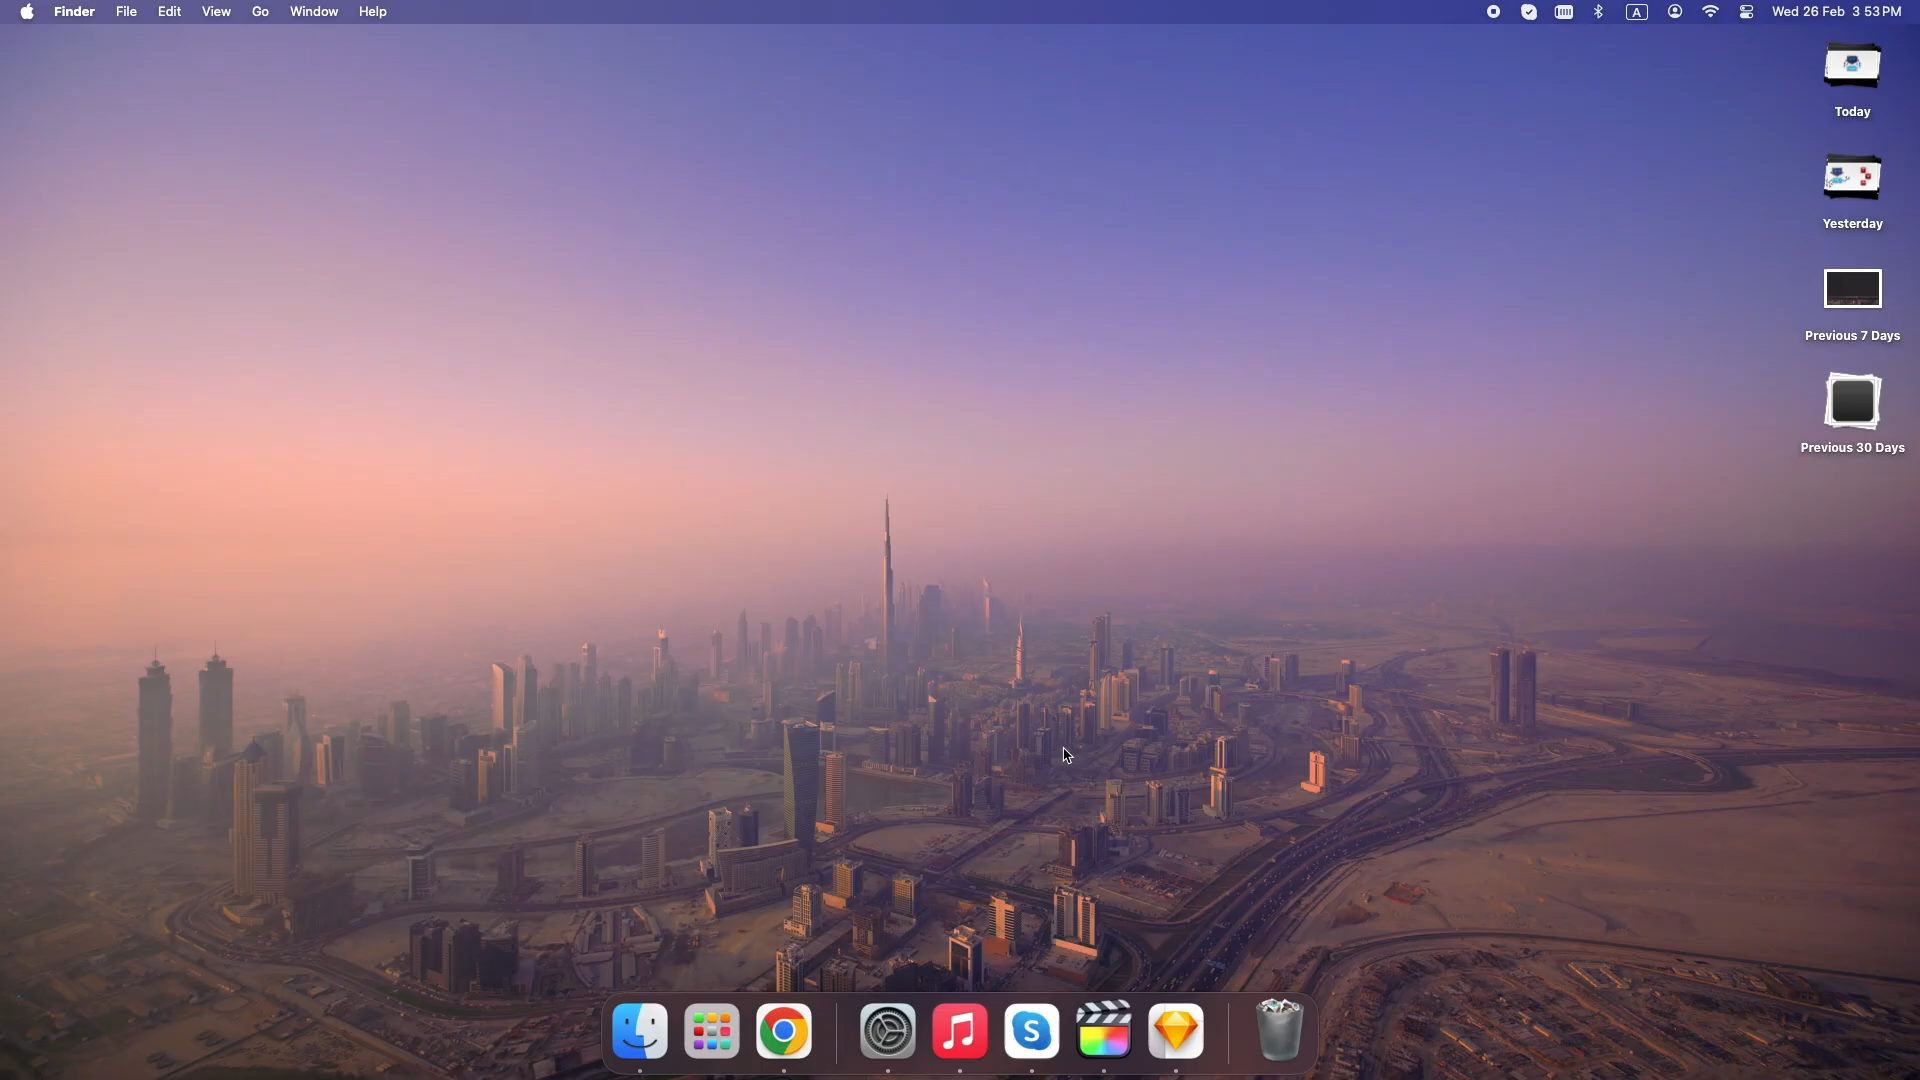 Finder File Edit View Go Window Help
A Wed 26 Feb 3 53 PM
Today
Yesterday
Previous 7 Days
Previous 30 Days
S